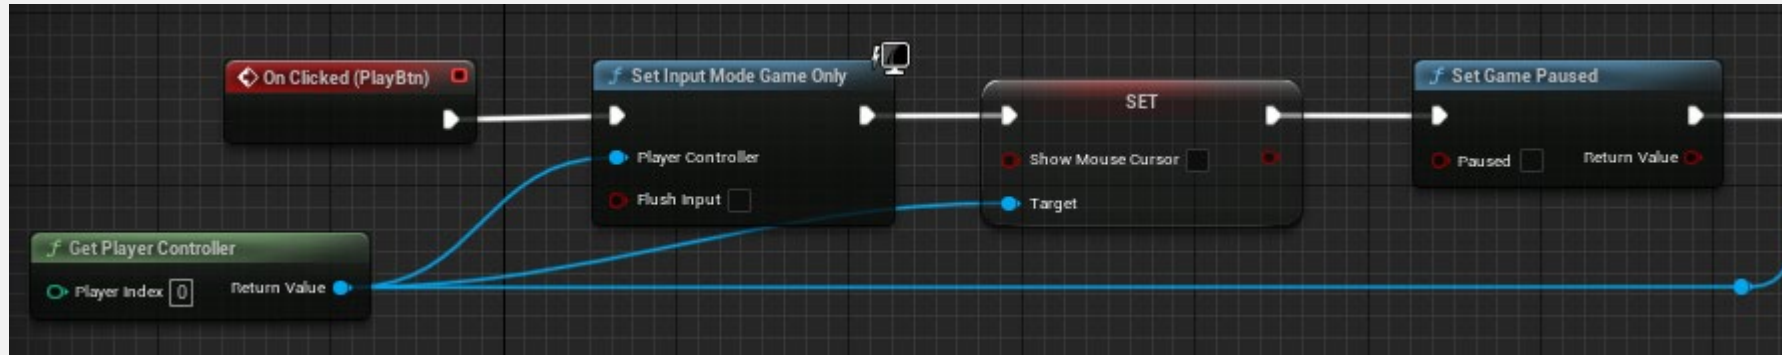 On Clicked (PlayBtn)
Set Input Mode Game Only
Player Controller
Flush Input
SET
Show Mouse Cursor
Target
Set Game Paused
Paused
Return Value
Get Player Controller
Player Index 0
Return Value